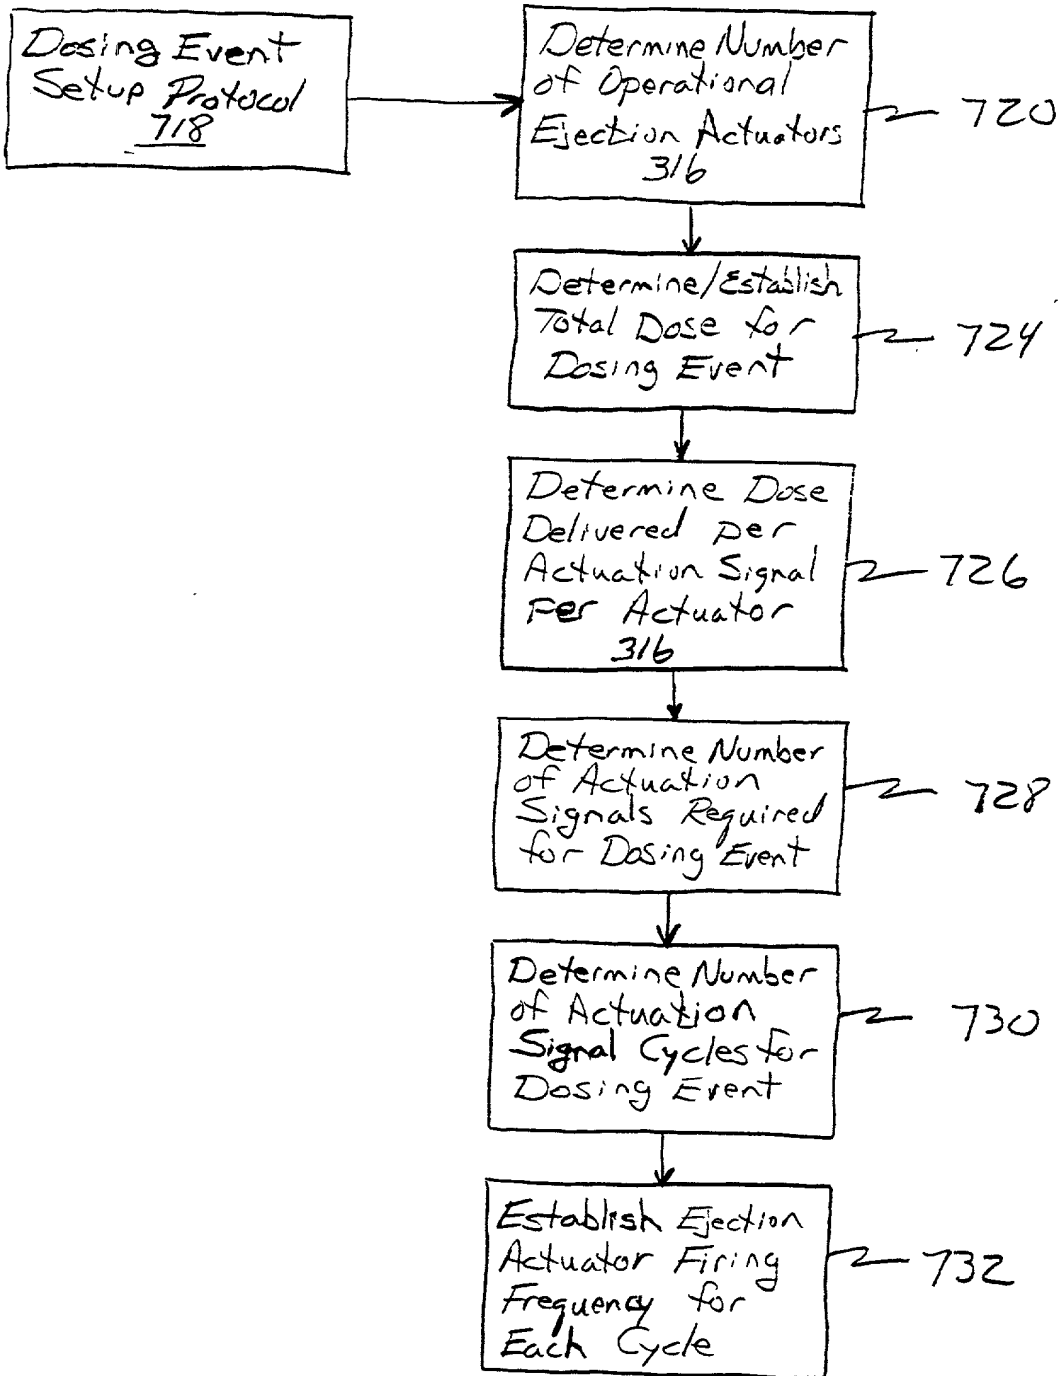 Dosing Event
Setup Protocol
718
Determine Number
of Operational
Ejection Actuators
316
720
Determine/Establish
Total Dose for
Dosing Event
724
Determine Dose
Delivered per
Actuation Signal
Per Actuator
316
726
Determine Number
of Actuation
Signals Required
for Dosing Event
728
Determine Number
of Actuation
Signal Cycles for
Dosing Event
730
Establish Ejection
Actuator Firing
Frequency for
Each Cycle
732